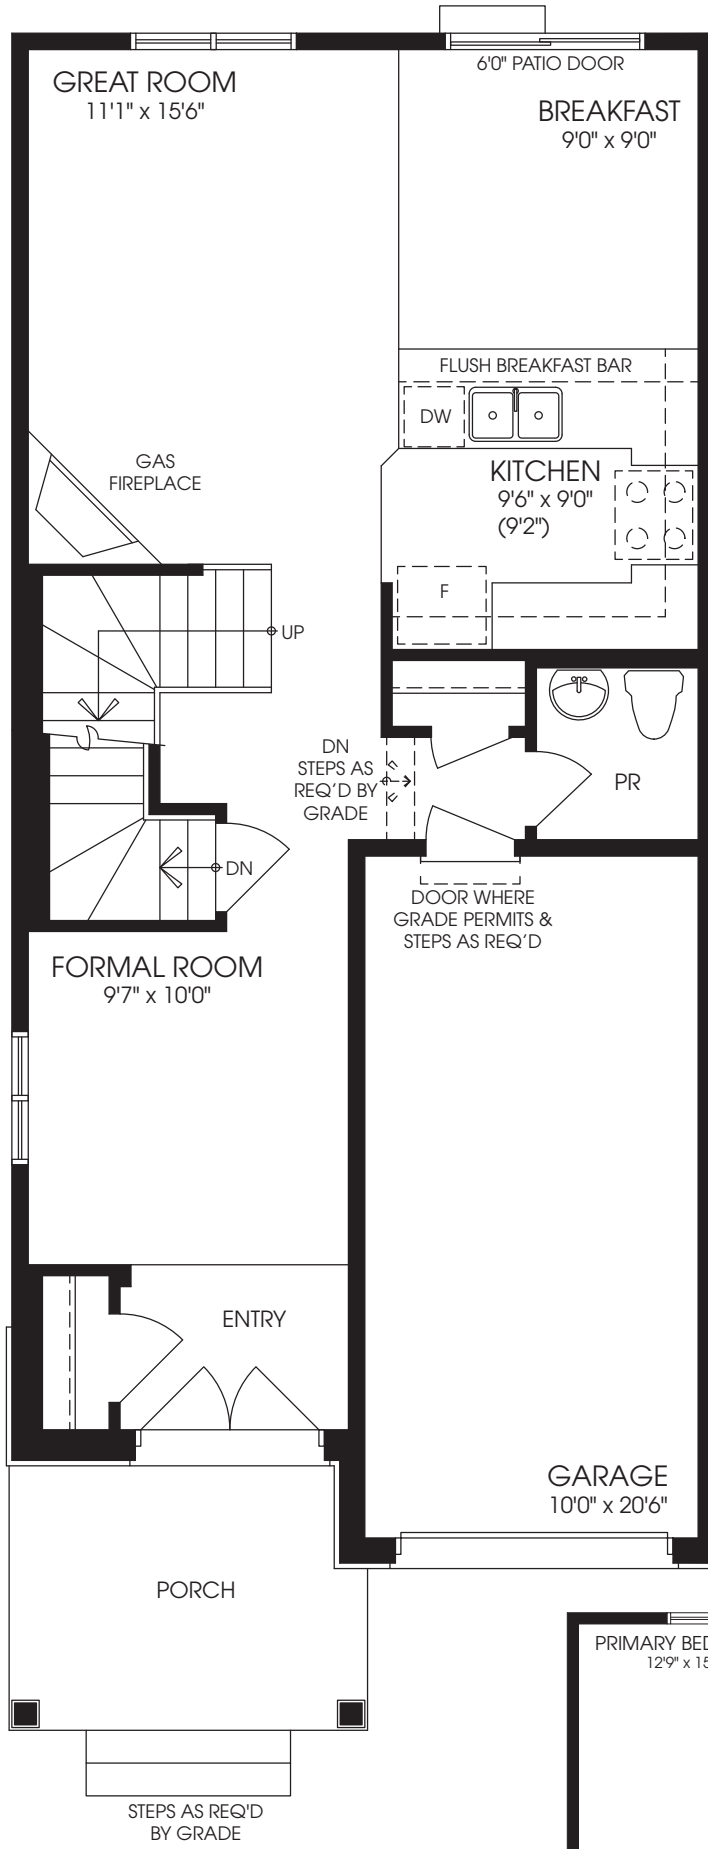 6'0" PATIO DOOR
GREAT ROOM
11'1" x 15'6"
BREAKFAST
9'0" x 9'0"
FLUSH BREAKFAST BAR
DW
GAS
FIREPLACE
KITCHEN
9'6" x 9'0"
(9'2")
F
UP
DN
STEPS AS
REQ'D BY
GRADE
PR
DN
DOOR WHERE
GRADE PERMITS &
STEPS AS REQ'D
FORMAL ROOM
9'7" x 10'0"
ENTRY
GARAGE
10'0" x 20'6"
PORCH
PRIMARY
12'9" x
STEPS AS REQ'D
BY GRADE